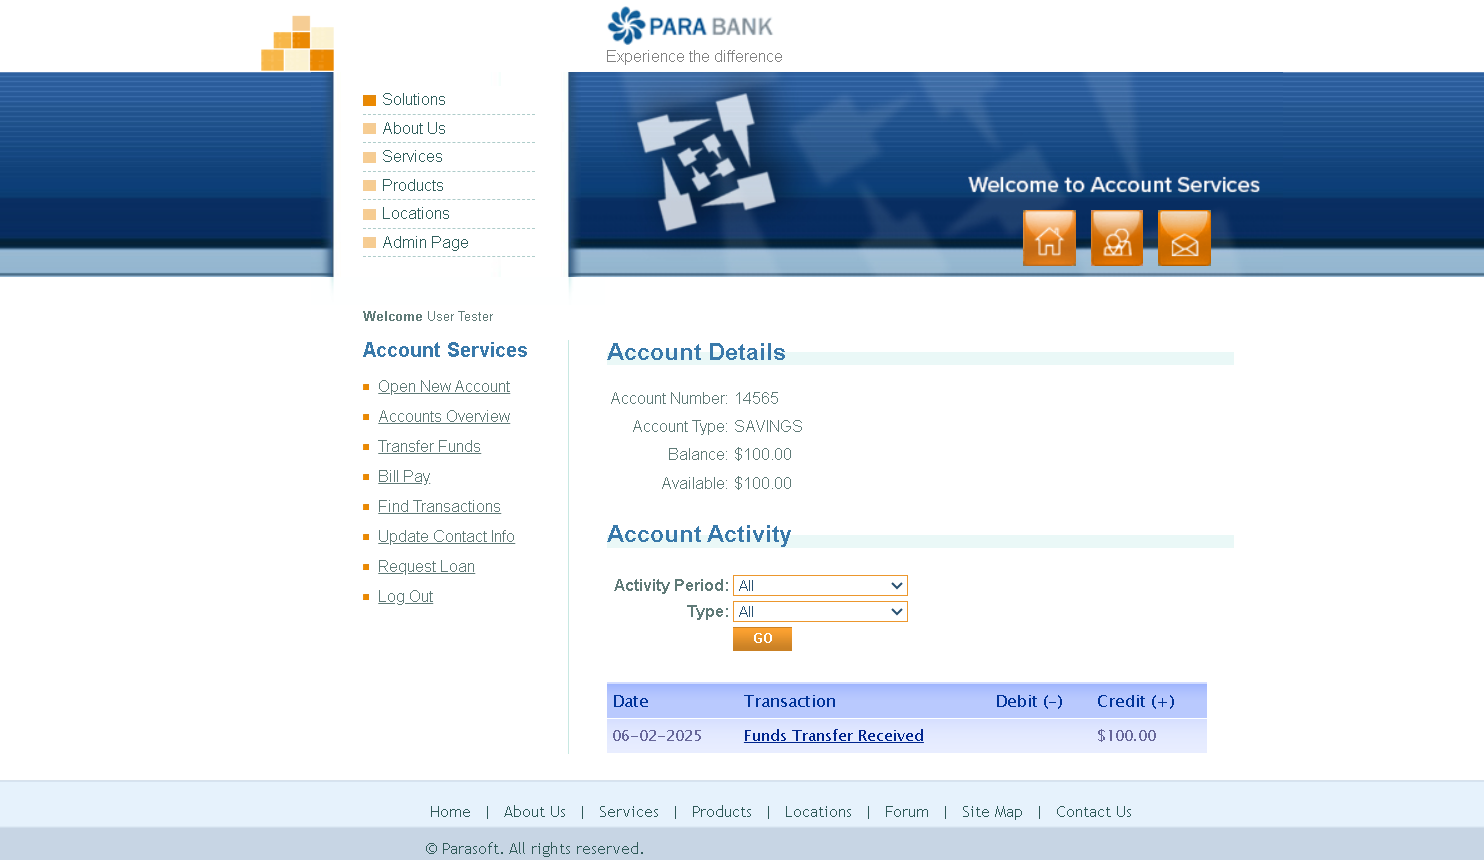 PARA BANK
Experience the difference
Solutions
About Us
Services
Products
Locations
Admin Page
Welcome to Account Services
Welcome User Tester
Account Services
Open New Account
Accounts Overview
Transfer Funds
Bill Pay
Find Transactions
Update Contact Info
Request Loan
Log Out
Account Details
Account Number: 14565
Account Type: SAVINGS
Balance: $100.00
Available: $100.00
Account Activity
Activity Period: All
Type: All
GO
Date Transaction Debit (-) Credit (+)
06-02-2025 Funds Transfer Received $100.00
Home | About Us | Services | Products | Locations | Forum | Site Map | Contact Us
© Parasoft. All rights reserved.